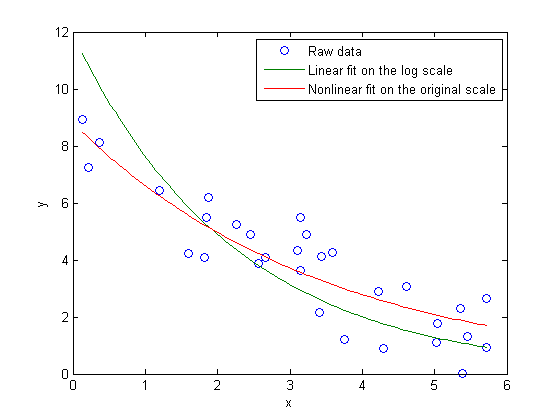 12
10
8
6
4
2
0
y
0
1
2
3
4
5
6
x
Raw data
Linear fit on the log scale
Nonlinear fit on the original scale